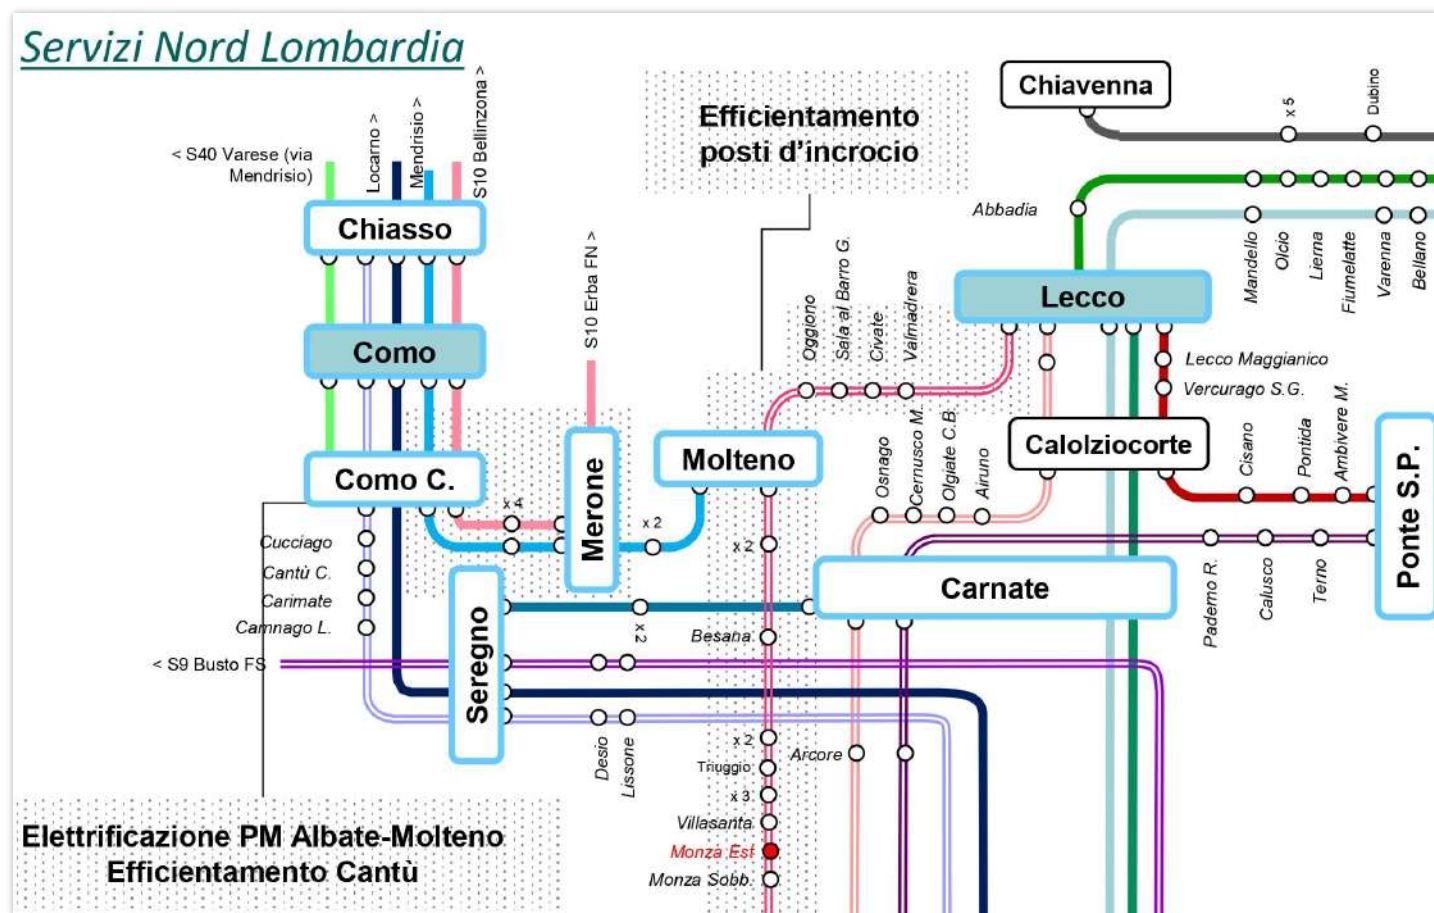 Servizi Nord Lombardia
< S40 Varese (via
Mendrisio)
Locarno >
Mendrisio >
S10 Bellinzona >
Chiasso
Como
Como C.
S10 Erba FN >
Efficientamento
posti d'incrocio
Chiavenna
x 5
Dubino
Abbadia
Mandello
Olcio
Lierna
Fiumelatte
Varenna
Bellano
Lecco
Oggiono
Sala al Barro G.
Civate
Valmadrera
Lecco Maggianico
Vercurago S.G.
Calolziocorte
Cisano
Pontida
Ambivere M.
Ponte S.P.
Molteno
Merone
x 4
x 2
Osnago
Cernusco M.
Olgiate C.B
Airuno
Cucciago
Cantù C.
Carimate
Camnago L.
x 2
Carnate
Paderno R.
Calusco
Terno
Seregno
x 2
Besana
< S9 Busto FS
Desio
Lissone
x 2
Arcore
Triuggio
x 3
Villasanta
Monza Est
Monza Sobb.
Elettrificazione PM Albate-Molteno
Efficientamento Cantù